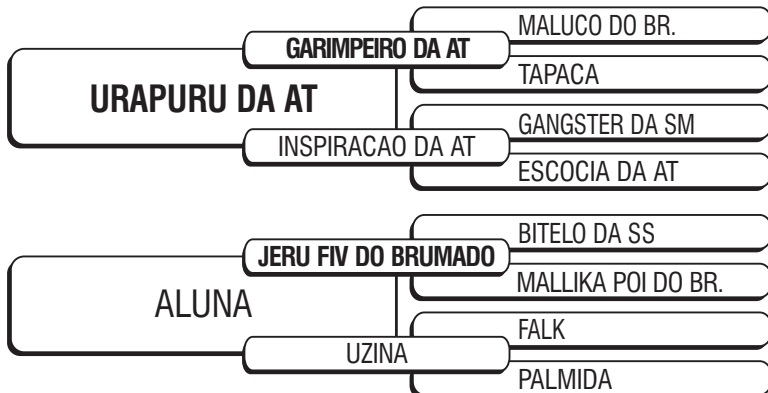 MALUCO DO BR.
GARIMPEIRO DA AT
TAPACA
URAPURU DA AT
GANGSTER DA SM
INSPIRACAO DA AT
ESCOCIA DA AT
BITELO DA SS
JERU FIV DO BRUMADO
MALLIKA POI DO BR.
ALUNA
FALK
UZINA
PALMIDA